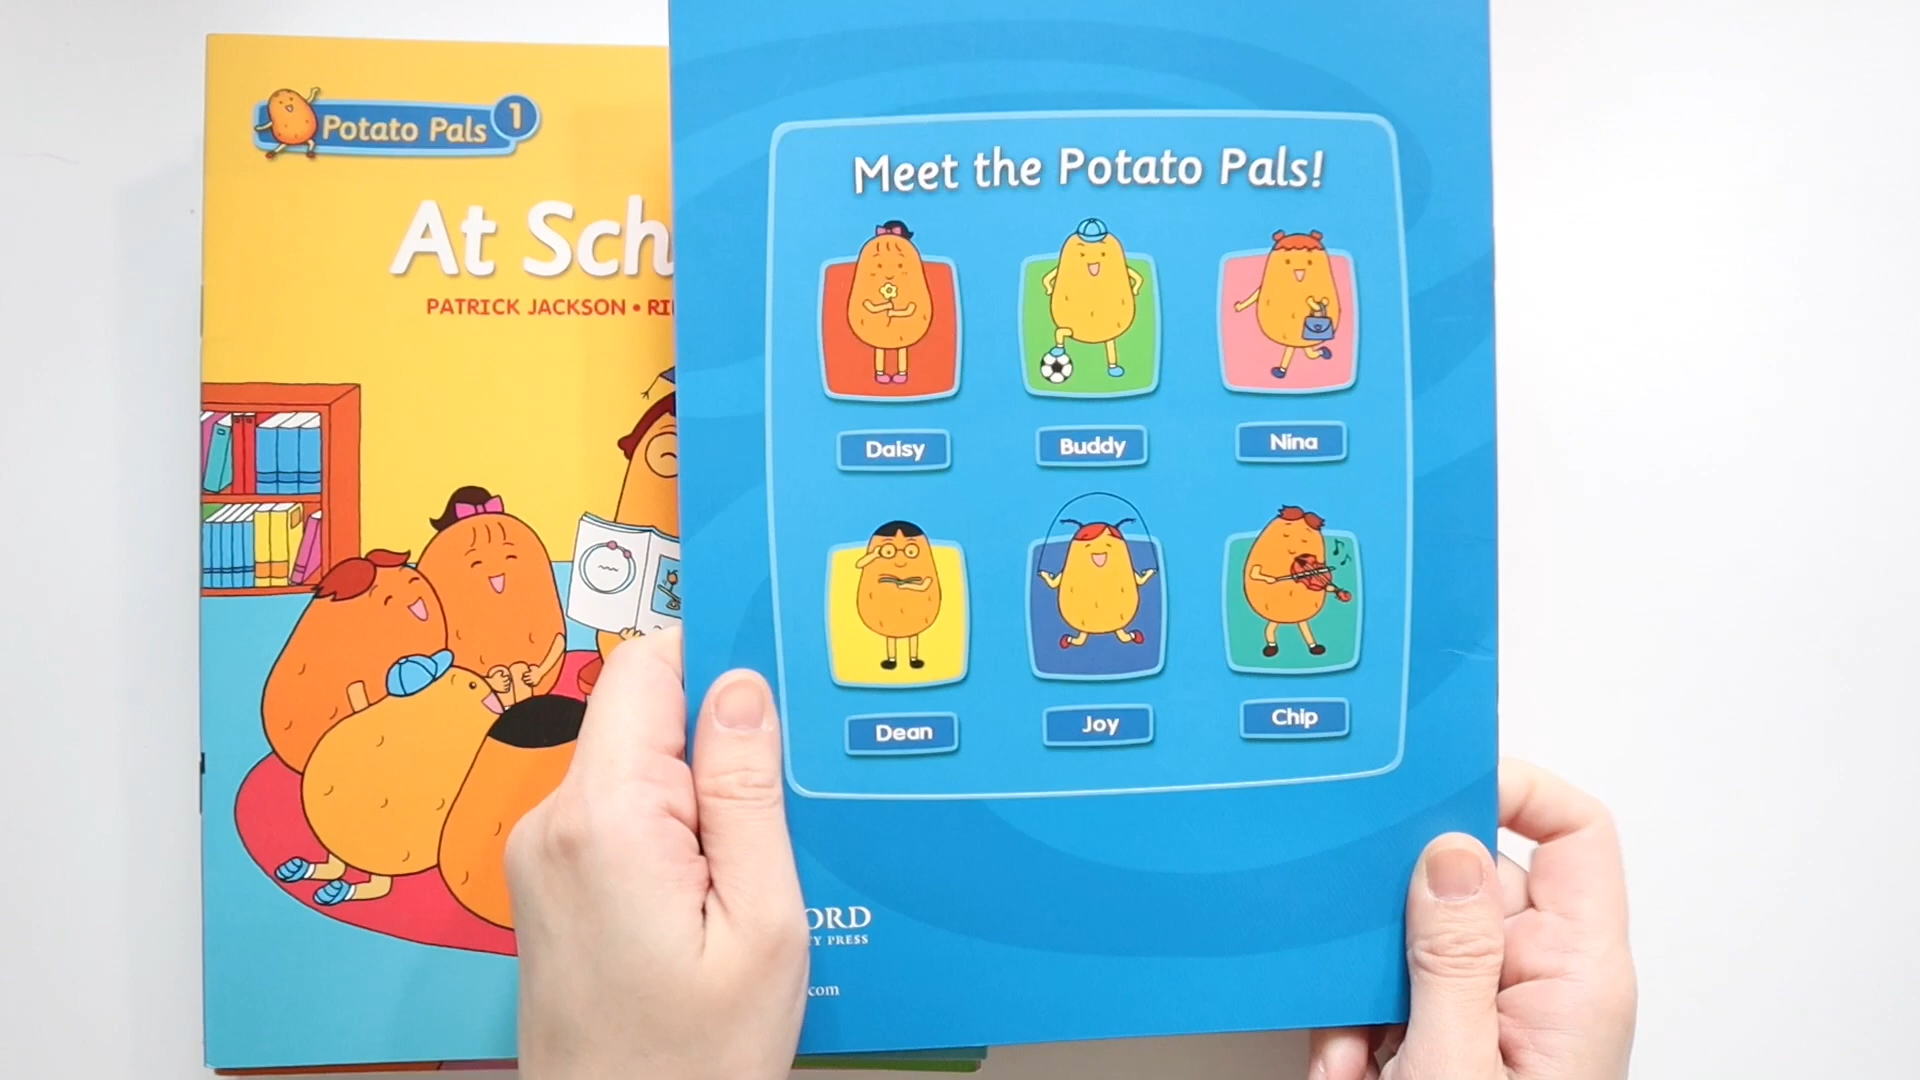 Potato Pals 1
At Sch
PATRICK JACKSON • RI
Meet the Potato Pals!
Daisy
Buddy
Nina
Dean
Joy
Chip
ORD
TY PRESS
.com